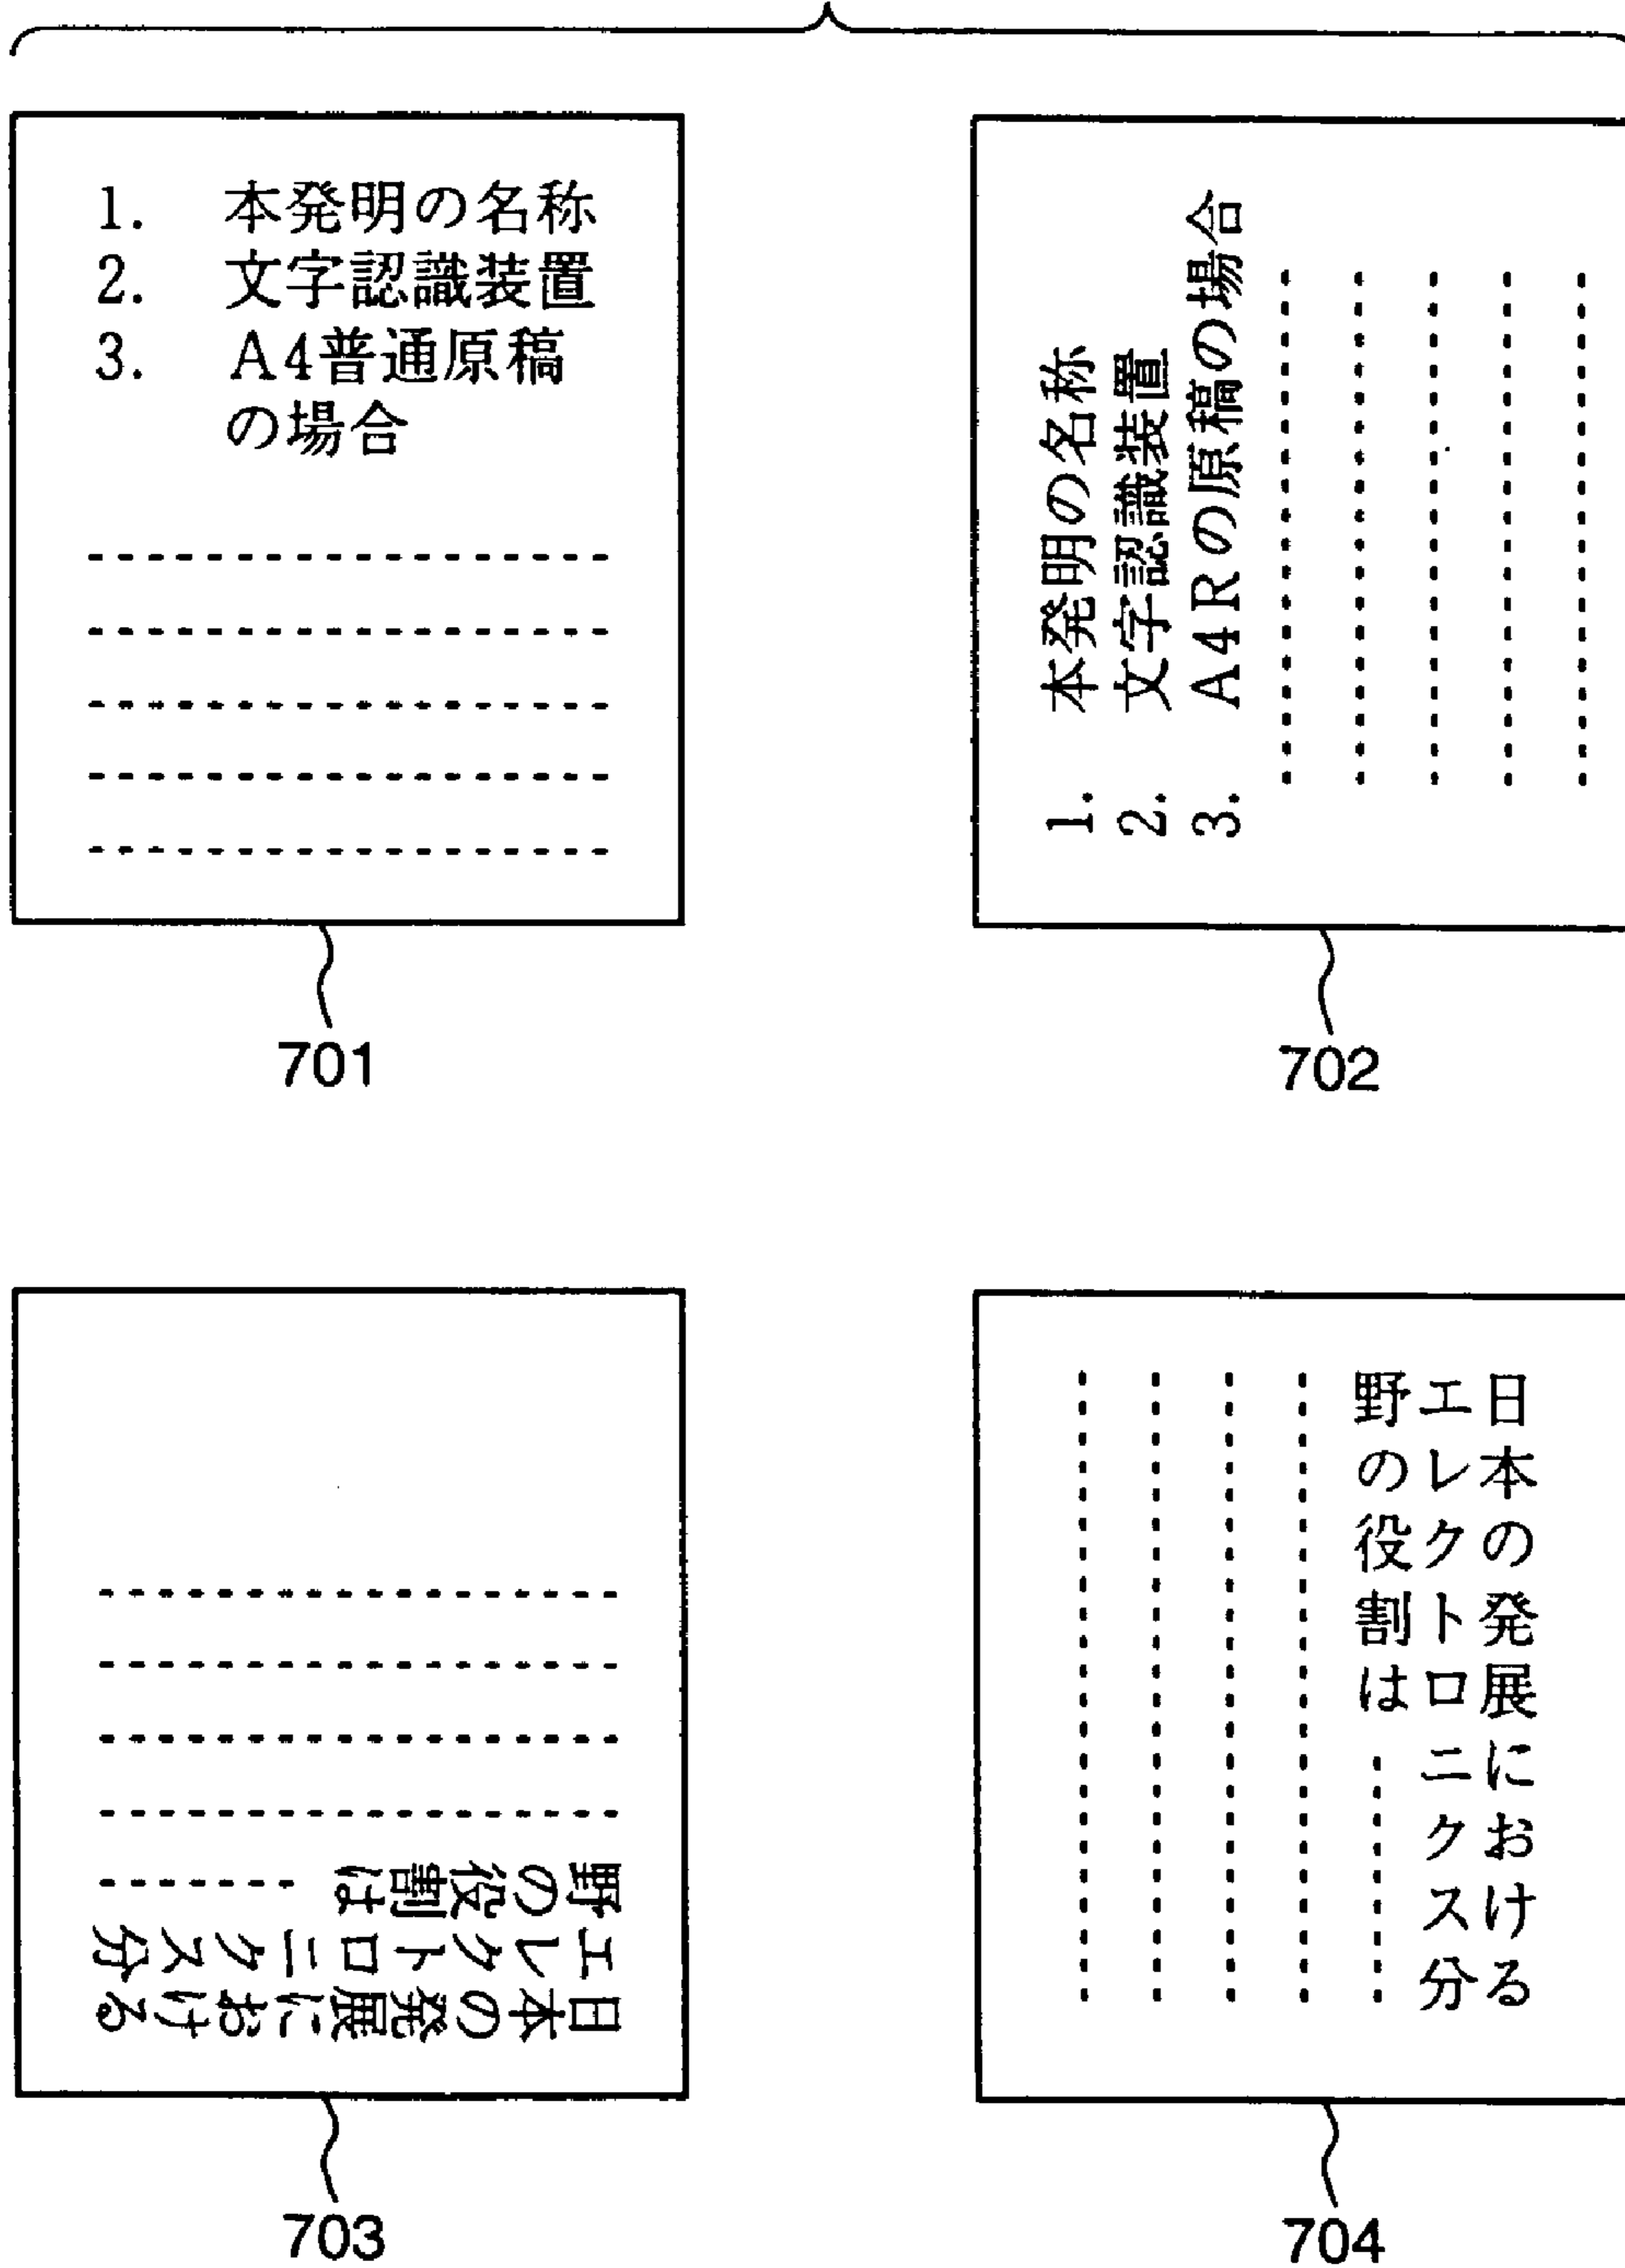 1. 本発明の名称
2. 文字認識装置
3. A4普通原稿
の場合
701
1. 本発明の名称
2. 文字認識装置
3. A4Rの原稿の場合
702
日本の発展における
エレクトロニクス分
野の役割は
703
日本の発展における
エレクトロニクス分
野の役割は
704